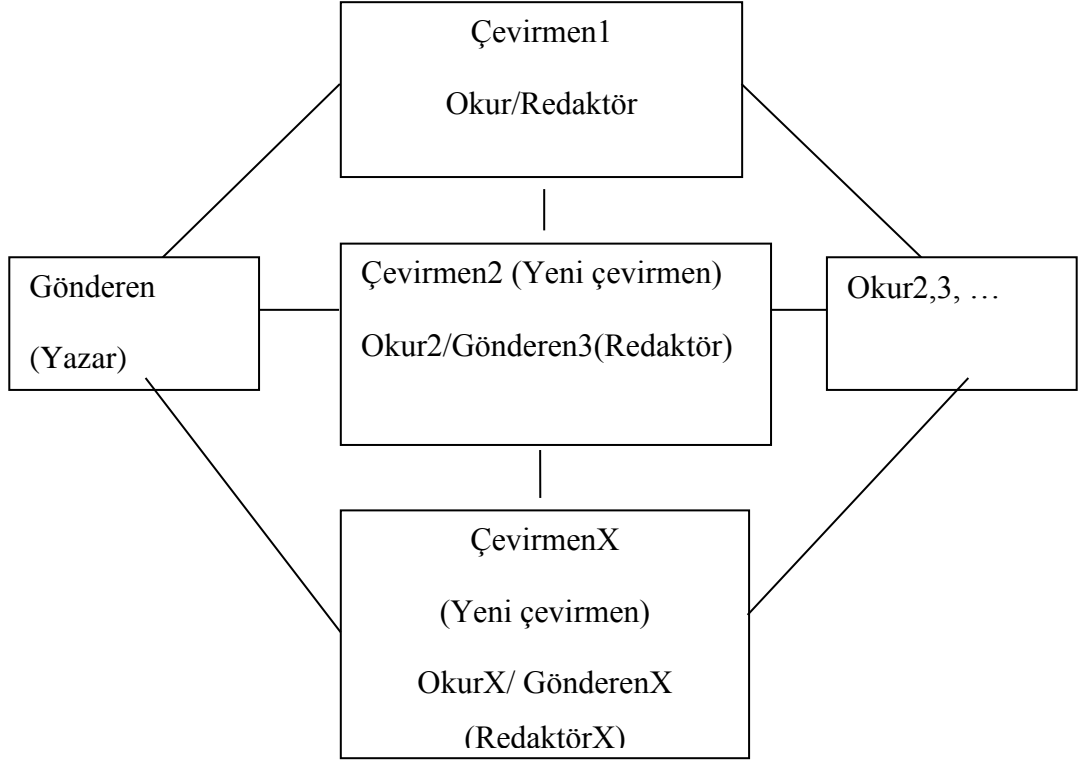 Çevirmen1
Okur/Redaktör
Gönderen
(Yazar)
Çevirmen2 (Yeni çevirmen)
Okur2/Gönderen3(Redaktör)
Okur2,3, …
ÇevirmenX
(Yeni çevirmen)
OkurX/ GönderenX
(RedaktörX)